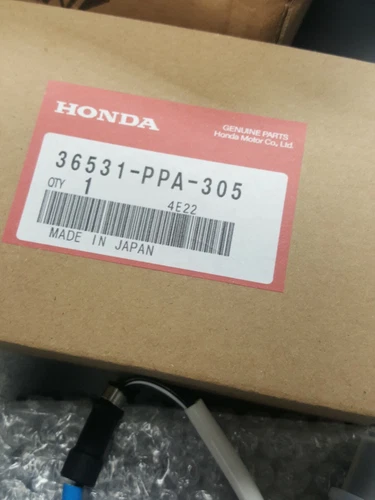 HONDA
GENUINE PARTS
Honda Motor Co., Ltd.
36531-PPA-305
QTY 1
4E22
MADE IN JAPAN